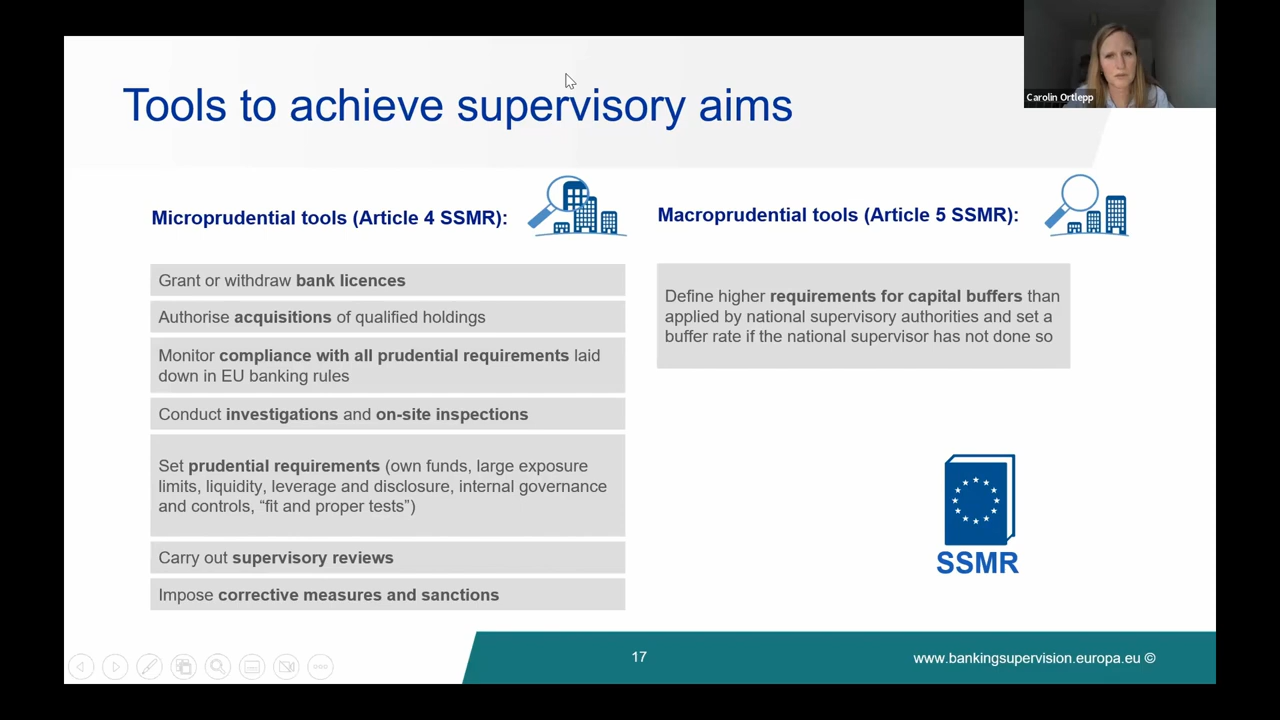 Carolin Ortlepp
Tools to achieve supervisory aims
Microprudential tools (Article 4 SSMR):
Grant or withdraw bank licences
Authorise acquisitions of qualified holdings
Monitor compliance with all prudential requirements laid
down in EU banking rules
Conduct investigations and on-site inspections
Set prudential requirements (own funds, large exposure
limits, liquidity, leverage and disclosure, internal governance
and controls, “fit and proper tests”)
Carry out supervisory reviews
Impose corrective measures and sanctions
Macroprudential tools (Article 5 SSMR):
Define higher requirements for capital buffers than
applied by national supervisory authorities and set a
buffer rate if the national supervisor has not done so
SSMR
17
www.bankingsupervision.europa.eu ©